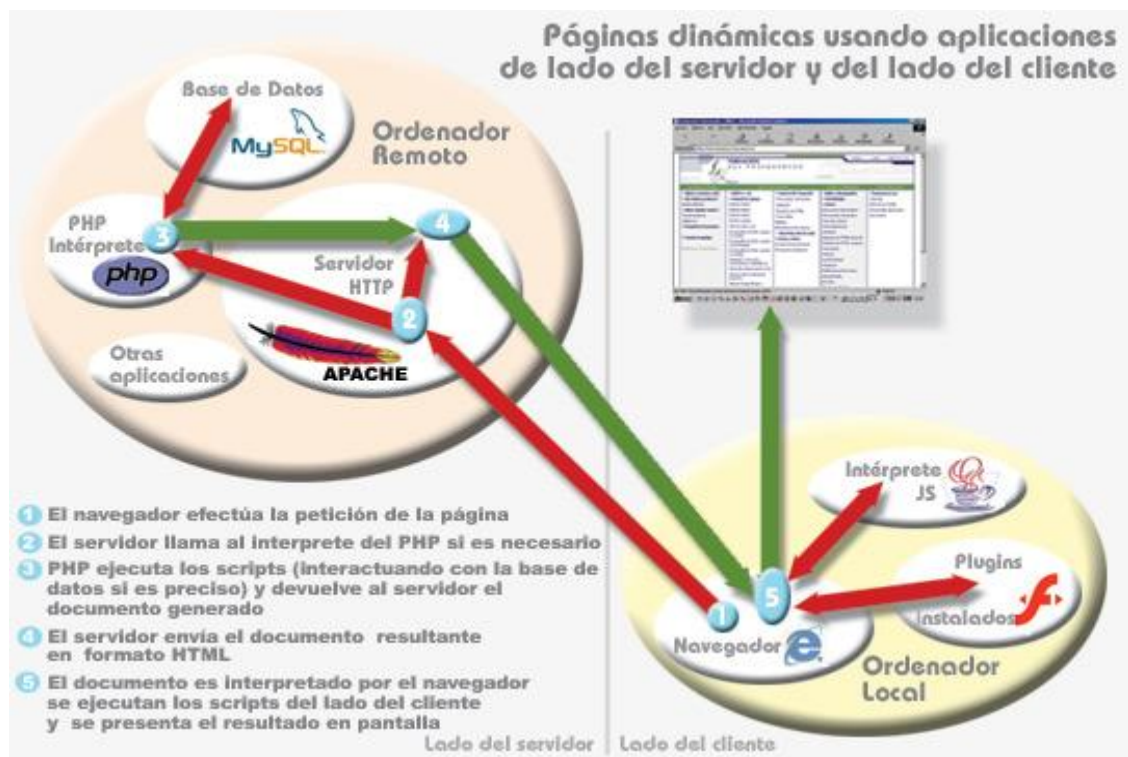 Páginas dinámicas usando aplicaciones
de lado del servidor y del lado del cliente
Base de Datos
MySQL
Ordenador
Remoto
PHP
Intérprete
php
3
4
Servidor
HTTP
2
APACHE
Otras
aplicaciones
Intérprete
JS
Plugins
Instalados
1
5
Navegador
Ordenador
Local
1 El navegador efectúa la petición de la página
2 El servidor llama al interprete del PHP si es necesario
3 PHP ejecuta los scripts (interactuando con la base de
datos si es preciso) y devuelve al servidor el
documento generado
4 El servidor envía el documento resultante
en formato HTML
5 El documento es interpretado por el navegador
se ejecutan los scripts del lado del cliente
y se presenta el resultado en pantalla
Lado del servidor
Lado del cliente